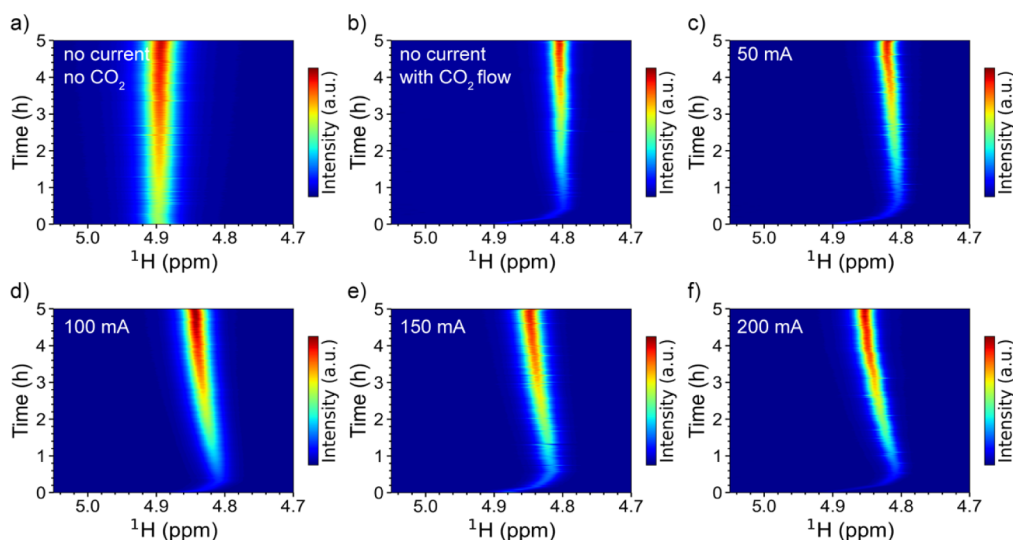 a)
no current
no CO₂
5
4
3
2
1
0
Time (h)
5.0
4.9
4.8
4.7
¹H (ppm)
Intensity (a.u.)
b)
no current
with CO₂ flow
5
4
3
2
1
0
Time (h)
5.0
4.9
4.8
4.7
¹H (ppm)
Intensity (a.u.)
c)
50 mA
5
4
3
2
1
0
Time (h)
5.0
4.9
4.8
4.7
¹H (ppm)
Intensity (a.u.)
d)
100 mA
5
4
3
2
1
0
Time (h)
5.0
4.9
4.8
4.7
¹H (ppm)
Intensity (a.u.)
e)
150 mA
5
4
3
2
1
0
Time (h)
5.0
4.9
4.8
4.7
¹H (ppm)
Intensity (a.u.)
f)
200 mA
5
4
3
2
1
0
Time (h)
5.0
4.9
4.8
4.7
¹H (ppm)
Intensity (a.u.)